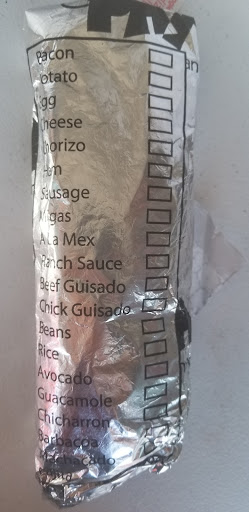 Bacon
Potato
Egg
Cheese
Chorizo
Ham
Sausage
Migas
A La Mex
Ranch Sauce
Beef Guisado
Chick Guisado
Beans
Rice
Avocado
Guacamole
Chicharron
Barbacoa
Machacado